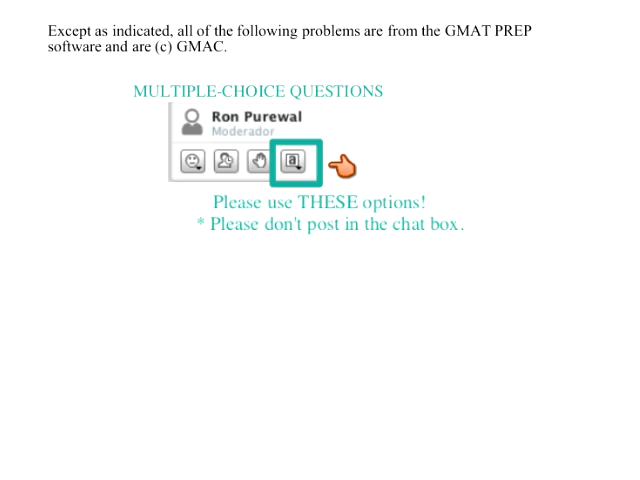 Except as indicated, all of the following problems are from the GMAT PREP
software and are (c) GMAC.
MULTIPLE-CHOICE QUESTIONS
Ron Purewal
Moderador
a
Please use THESE options!
* Please don't post in the chat box.